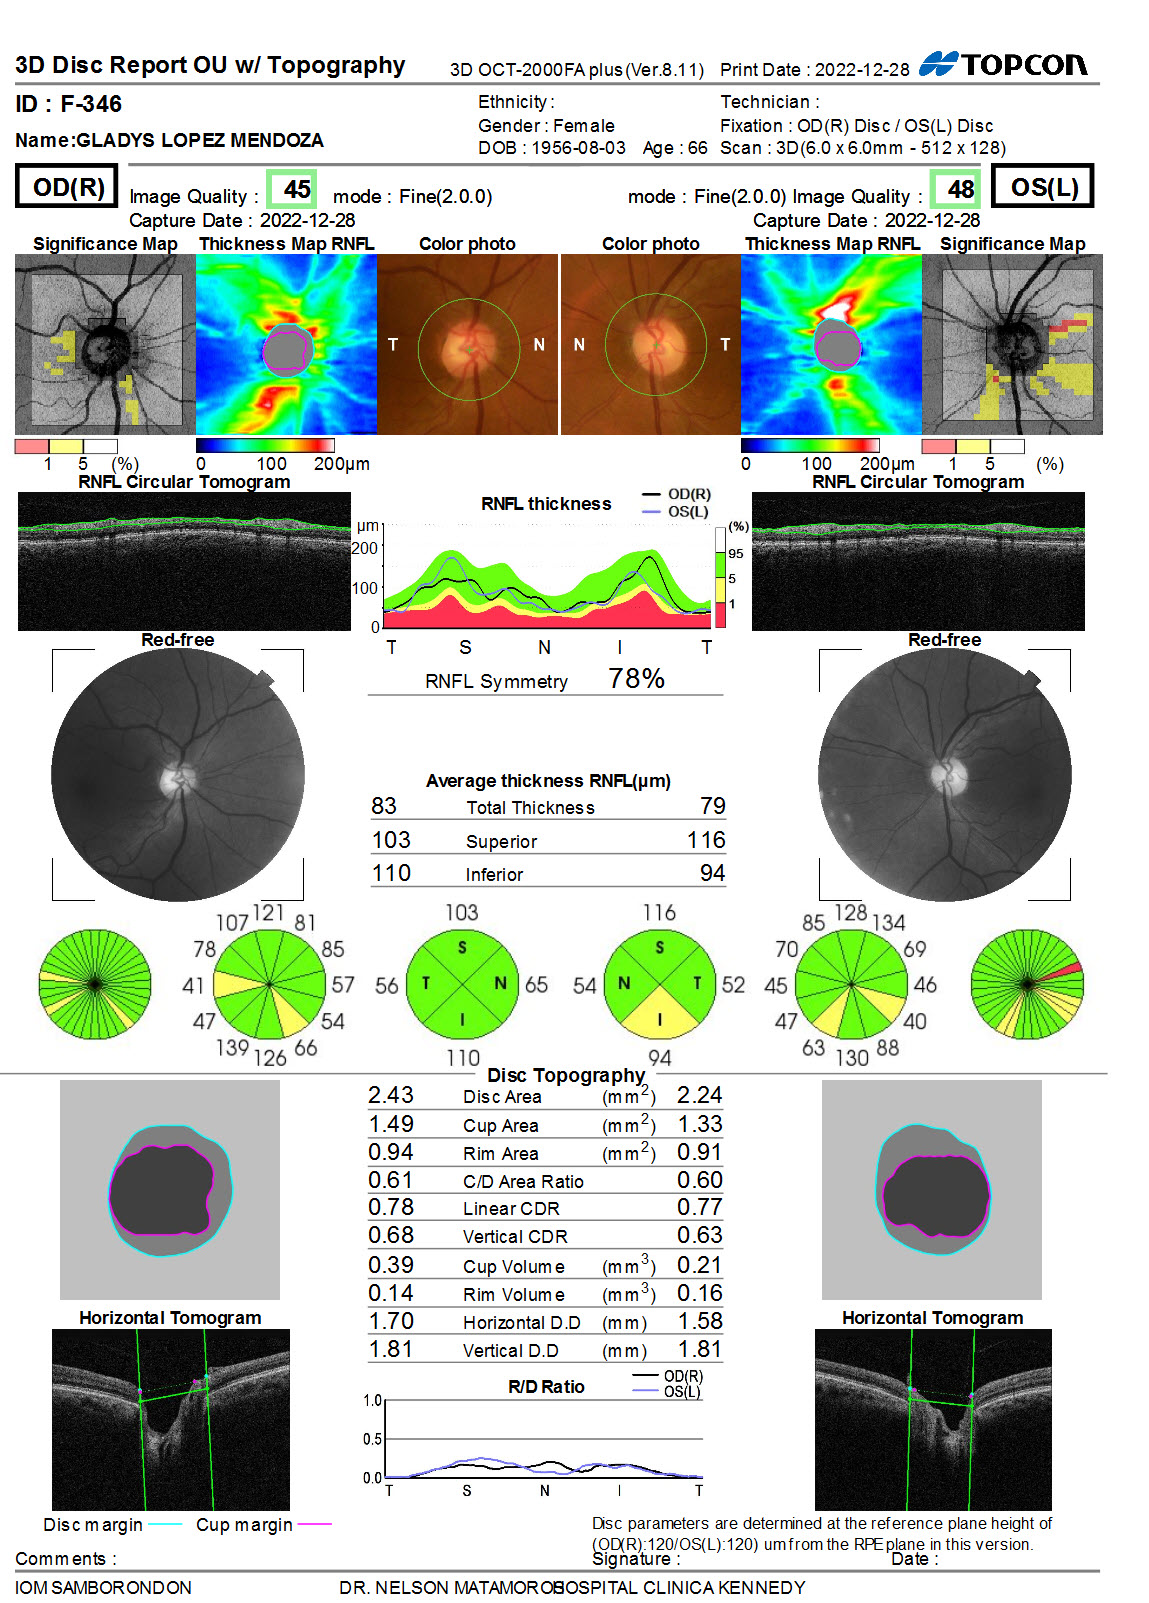 3D Disc Report OU w/ Topography 3D OCT-2000FA plus(Ver.8.11) Print Date : 2022-12-28 TOPCON
ID : F-346 Ethnicity : Technician :
Gender : Female Fixation : OD(R) Disc / OS(L) Disc
Name:GLADYS LOPEZ MENDOZA DOB : 1956-08-03 Age : 66 Scan : 3D(6.0 x 6.0mm - 512 x 128)
OD(R) Image Quality : 45 mode : Fine(2.0.0) mode : Fine(2.0.0) Image Quality : 48 OS(L)
Capture Date : 2022-12-28 Capture Date : 2022-12-28
Significance Map Thickness Map RNFL Color photo Color photo Thickness Map RNFL Significance Map
T N N T
1 5 (%) 0 100 200µm 0 100 200µm 1 5 (%)
RNFL Circular Tomogram RNFL Circular Tomogram
RNFL thickness OD(R)
OS(L)
µm (%)
200 95
100 5
1
0
T S N I T
Red-free Red-free
RNFL Symmetry 78%
Average thickness RNFL(µm)
83 Total Thickness 79
103 Superior 116
110 Inferior 94
107 121 81 103 116 85 128 134
78 85 S S 70 69
41 57 56 T N 65 54 N T 52 45 46
47 54 I I 47 40
139 126 66 110 94 63 130 88
Disc Topography
2.43 Disc Area (mm2) 2.24
1.49 Cup Area (mm2) 1.33
0.94 Rim Area (mm2) 0.91
0.61 C/D Area Ratio 0.60
0.78 Linear CDR 0.77
0.68 Vertical CDR 0.63
0.39 Cup Volume (mm3) 0.21
0.14 Rim Volume (mm3) 0.16
1.70 Horizontal D.D (mm) 1.58
1.81 Vertical D.D (mm) 1.81
Horizontal Tomogram Horizontal Tomogram
R/D Ratio OD(R)
OS(L)
1.0
0.5
0.0
T S N I T
Disc margin Cup margin
Disc parameters are determined at the reference plane height of
(OD(R):120/OS(L):120) um from the RPE plane in this version.
Comments : Signature : Date :
IOM SAMBORONDON DR. NELSON MATAMOROS HOSPITAL CLINICA KENNEDY